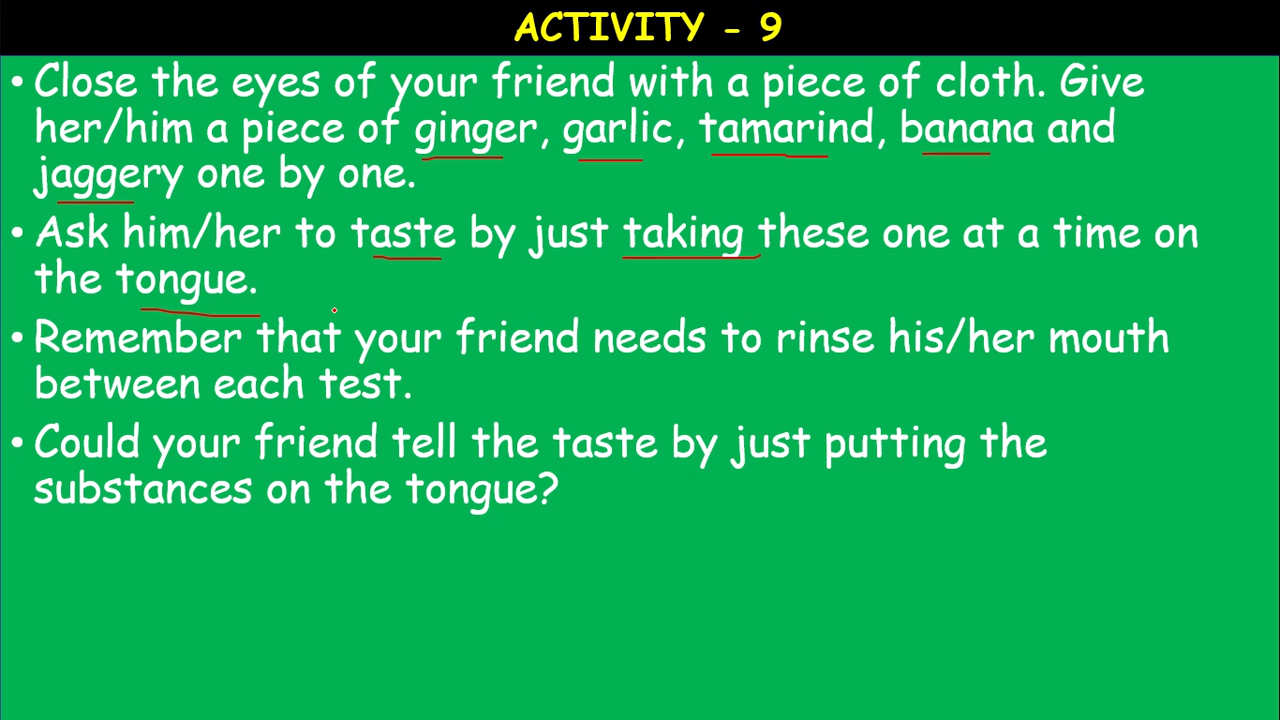 ACTIVITY - 9
• Close the eyes of your friend with a piece of cloth. Give
her/him a piece of ginger, garlic, tamarind, banana and
jaggery one by one.
• Ask him/her to taste by just taking these one at a time on
the tongue.
• Remember that your friend needs to rinse his/her mouth
between each test.
• Could your friend tell the taste by just putting the
substances on the tongue?